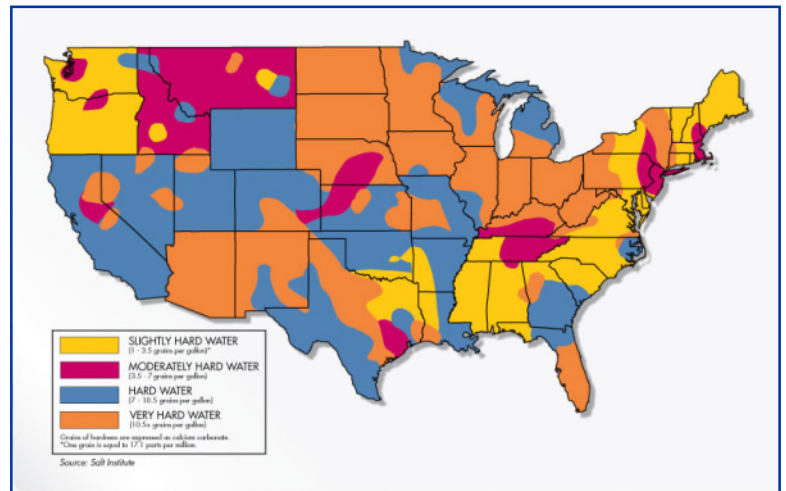 SLIGHTLY HARD WATER
(1 - 3.5 grains per gallon)*
MODERATELY HARD WATER
(3.5 - 7 grains per gallon)
HARD WATER
(7 - 10.5 grains per gallon)
VERY HARD WATER
(10.5+ grains per gallon)
Grains of hardness are expressed as calcium carbonate.
*One grain is equal to 17.1 parts per million.
Source: Salt Institute